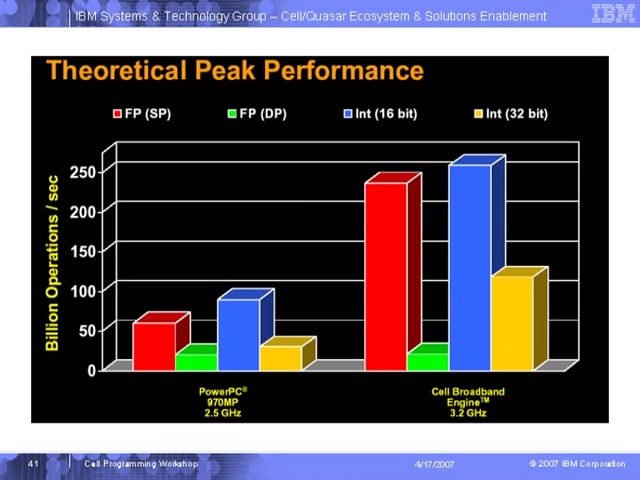 IBM Systems & Technology Group – Cell/Quasar Ecosystem & Solutions Enablement
IBM
Theoretical Peak Performance
FP (SP) FP (DP) Int (16 bit) Int (32 bit)
Billion Operations / sec
250
200
150
100
50
0
PowerPC®
970MP
2.5 GHz
Cell Broadband
Engine™
3.2 GHz
41 Cell Programming Workshop 4/17/2007 © 2007 IBM Corporation